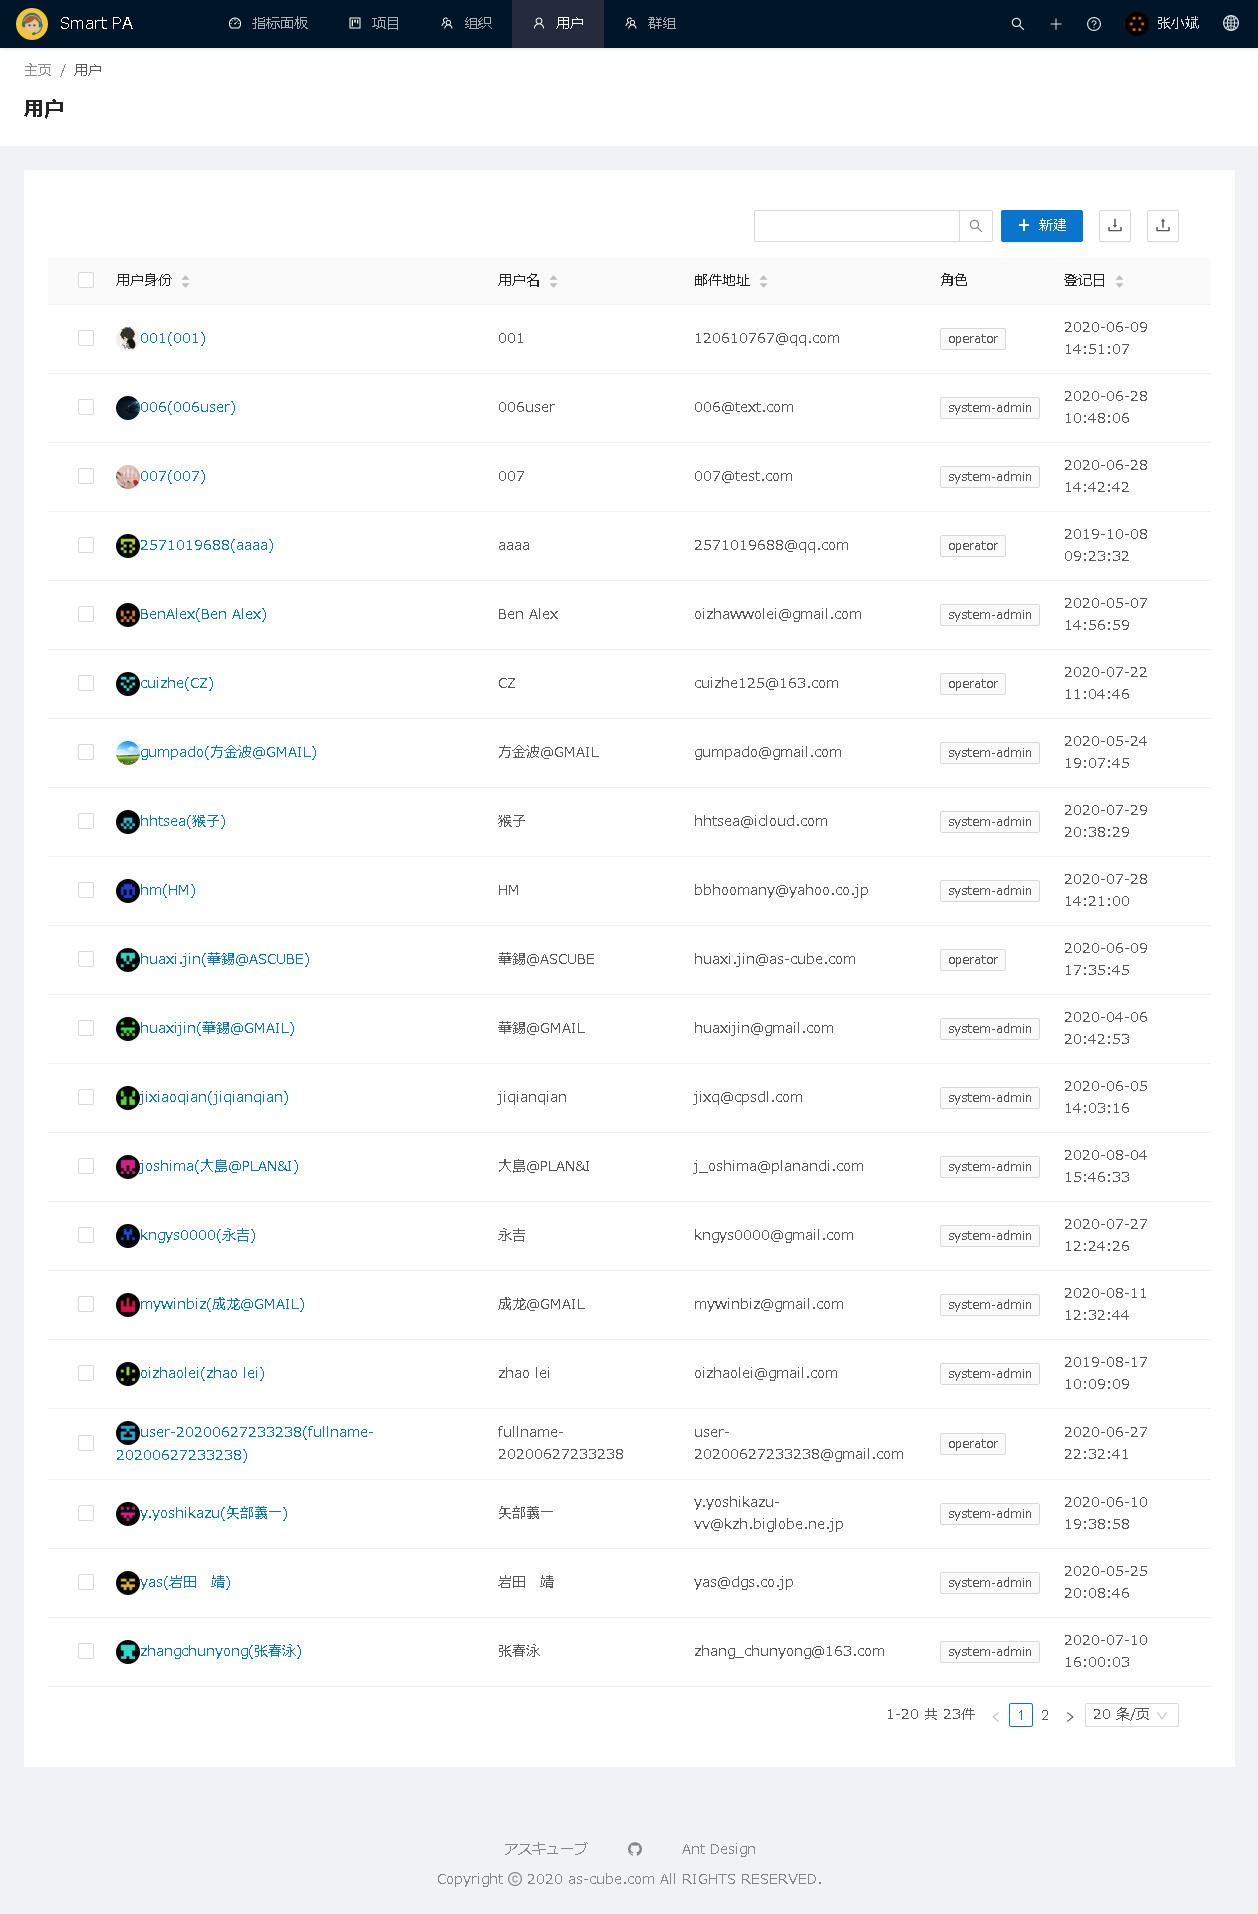 Smart PA 指标面板 项目 组织 用户 群组 张小斌
主页 / 用户
用户
新建
用户身份 用户名 邮件地址 角色 登记日
001(001) 001 120610767@qq.com operator 2020-06-09
14:51:07
006(006user) 006user 006@text.com system-admin 2020-06-28
10:48:06
007(007) 007 007@test.com system-admin 2020-06-28
14:42:42
2571019688(aaaa) aaaa 2571019688@qq.com operator 2019-10-08
09:23:32
BenAlex(Ben Alex) Ben Alex oizhawwolei@gmail.com system-admin 2020-05-07
14:56:59
cuizhe(CZ) CZ cuizhe125@163.com operator 2020-07-22
11:04:46
gumpado(方金波@GMAIL) 方金波@GMAIL gumpado@gmail.com system-admin 2020-05-24
19:07:45
hhtsea(猴子) 猴子 hhtsea@icloud.com system-admin 2020-07-29
20:38:29
hm(HM) HM bbhoomany@yahoo.co.jp system-admin 2020-07-28
14:21:00
huaxi.jin(華錫@ASCUBE) 華錫@ASCUBE huaxi.jin@as-cube.com operator 2020-06-09
17:35:45
huaxijin(華錫@GMAIL) 華錫@GMAIL huaxijin@gmail.com system-admin 2020-04-06
20:42:53
jixiaoqian(jiqianqian) jiqianqian jixq@cpsdl.com system-admin 2020-06-05
14:03:16
joshima(大島@PLAN&I) 大島@PLAN&I j_oshima@planandi.com system-admin 2020-08-04
15:46:33
kngys0000(永吉) 永吉 kngys0000@gmail.com system-admin 2020-07-27
12:24:26
mywinbiz(成龙@GMAIL) 成龙@GMAIL mywinbiz@gmail.com system-admin 2020-08-11
12:32:44
oizhaolei(zhao lei) zhao lei oizhaolei@gmail.com system-admin 2019-08-17
10:09:09
user-20200627233238(fullname- fullname- user- operator 2020-06-27
20200627233238) 20200627233238 20200627233238@gmail.com 22:32:41
y.yoshikazu(矢部義一) 矢部義一 y.yoshikazu- system-admin 2020-06-10
vv@kzh.biglobe.ne.jp 19:38:58
yas(岩田　靖) 岩田　靖 yas@dgs.co.jp system-admin 2020-05-25
20:08:46
zhangchunyong(张春泳) 张春泳 zhang_chunyong@163.com system-admin 2020-07-10
16:00:03
1-20 共 23件 < 1 2 > 20 条/页
アスキューブ Ant Design
Copyright © 2020 as-cube.com All RIGHTS RESERVED.